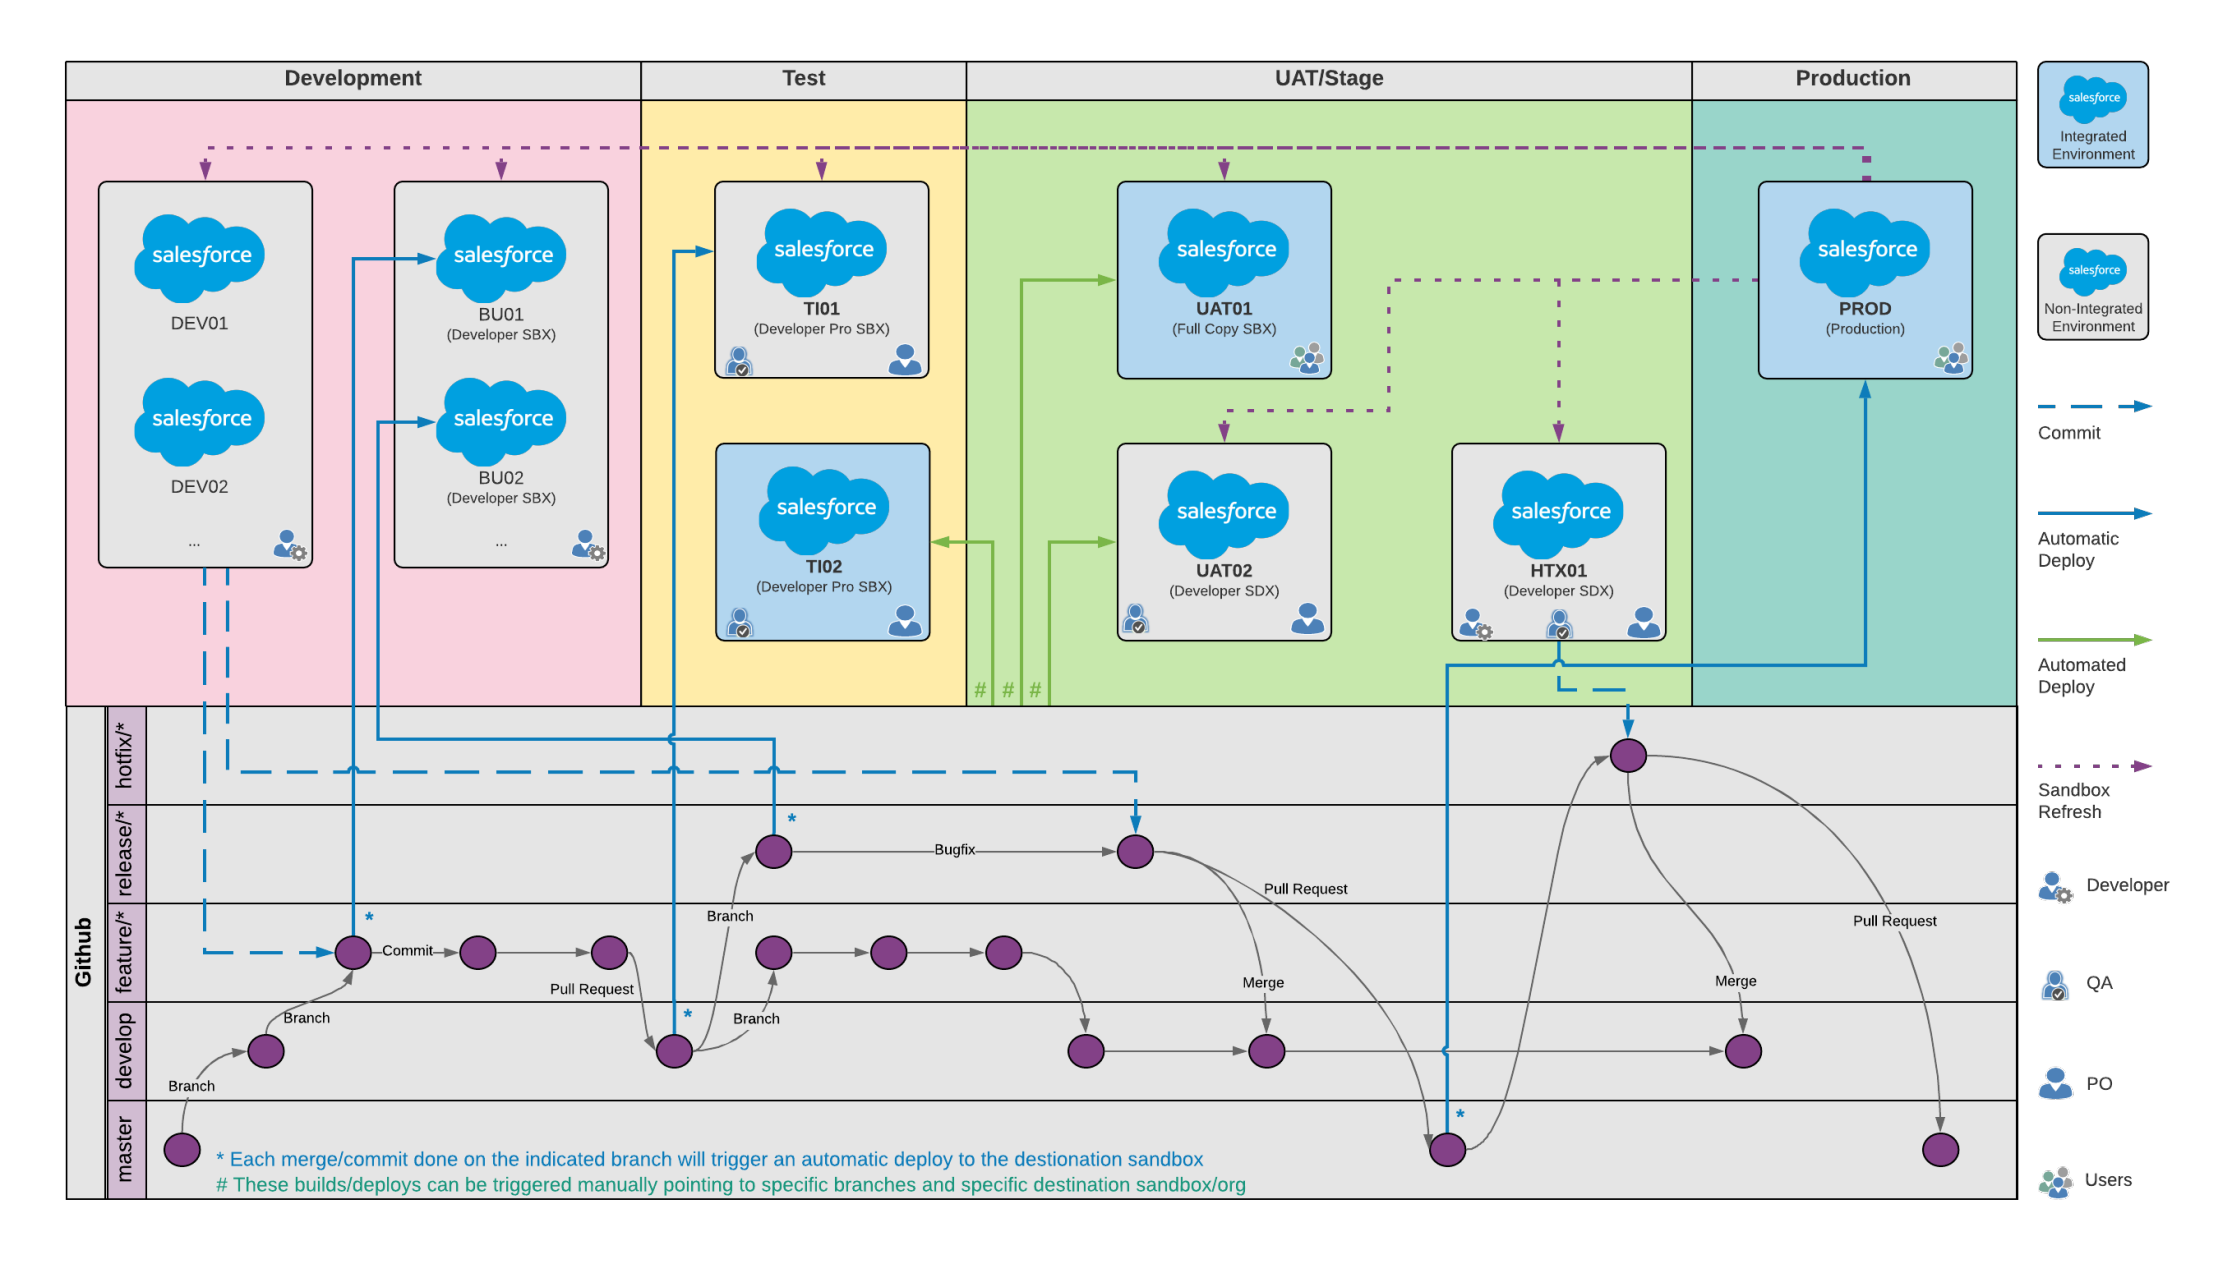 Development
Test
UAT/Stage
Production
salesforce
DEV01
salesforce
DEV02
...
salesforce
BU01
(Developer SBX)
salesforce
BU02
(Developer SBX)
...
salesforce
TI01
(Developer Pro SBX)
salesforce
TI02
(Developer Pro SBX)
salesforce
UAT01
(Full Copy SBX)
salesforce
UAT02
(Developer SDX)
salesforce
HTX01
(Developer SDX)
salesforce
PROD
(Production)
# # #
Github
hotfix/*
release/*
feature/*
develop
master
*
Bugfix
Pull Request
Branch
*
Commit
Pull Request
Pull Request
Merge
Merge
Branch
*
Branch
Branch
*
* Each merge/commit done on the indicated branch will trigger an automatic deploy to the destionation sandbox
# These builds/deploys can be triggered manually pointing to specific branches and specific destination sandbox/org
salesforce
Integrated
Environment
salesforce
Non-Integrated
Environment
Commit
Automatic
Deploy
Automated
Deploy
Sandbox
Refresh
Developer
QA
PO
Users